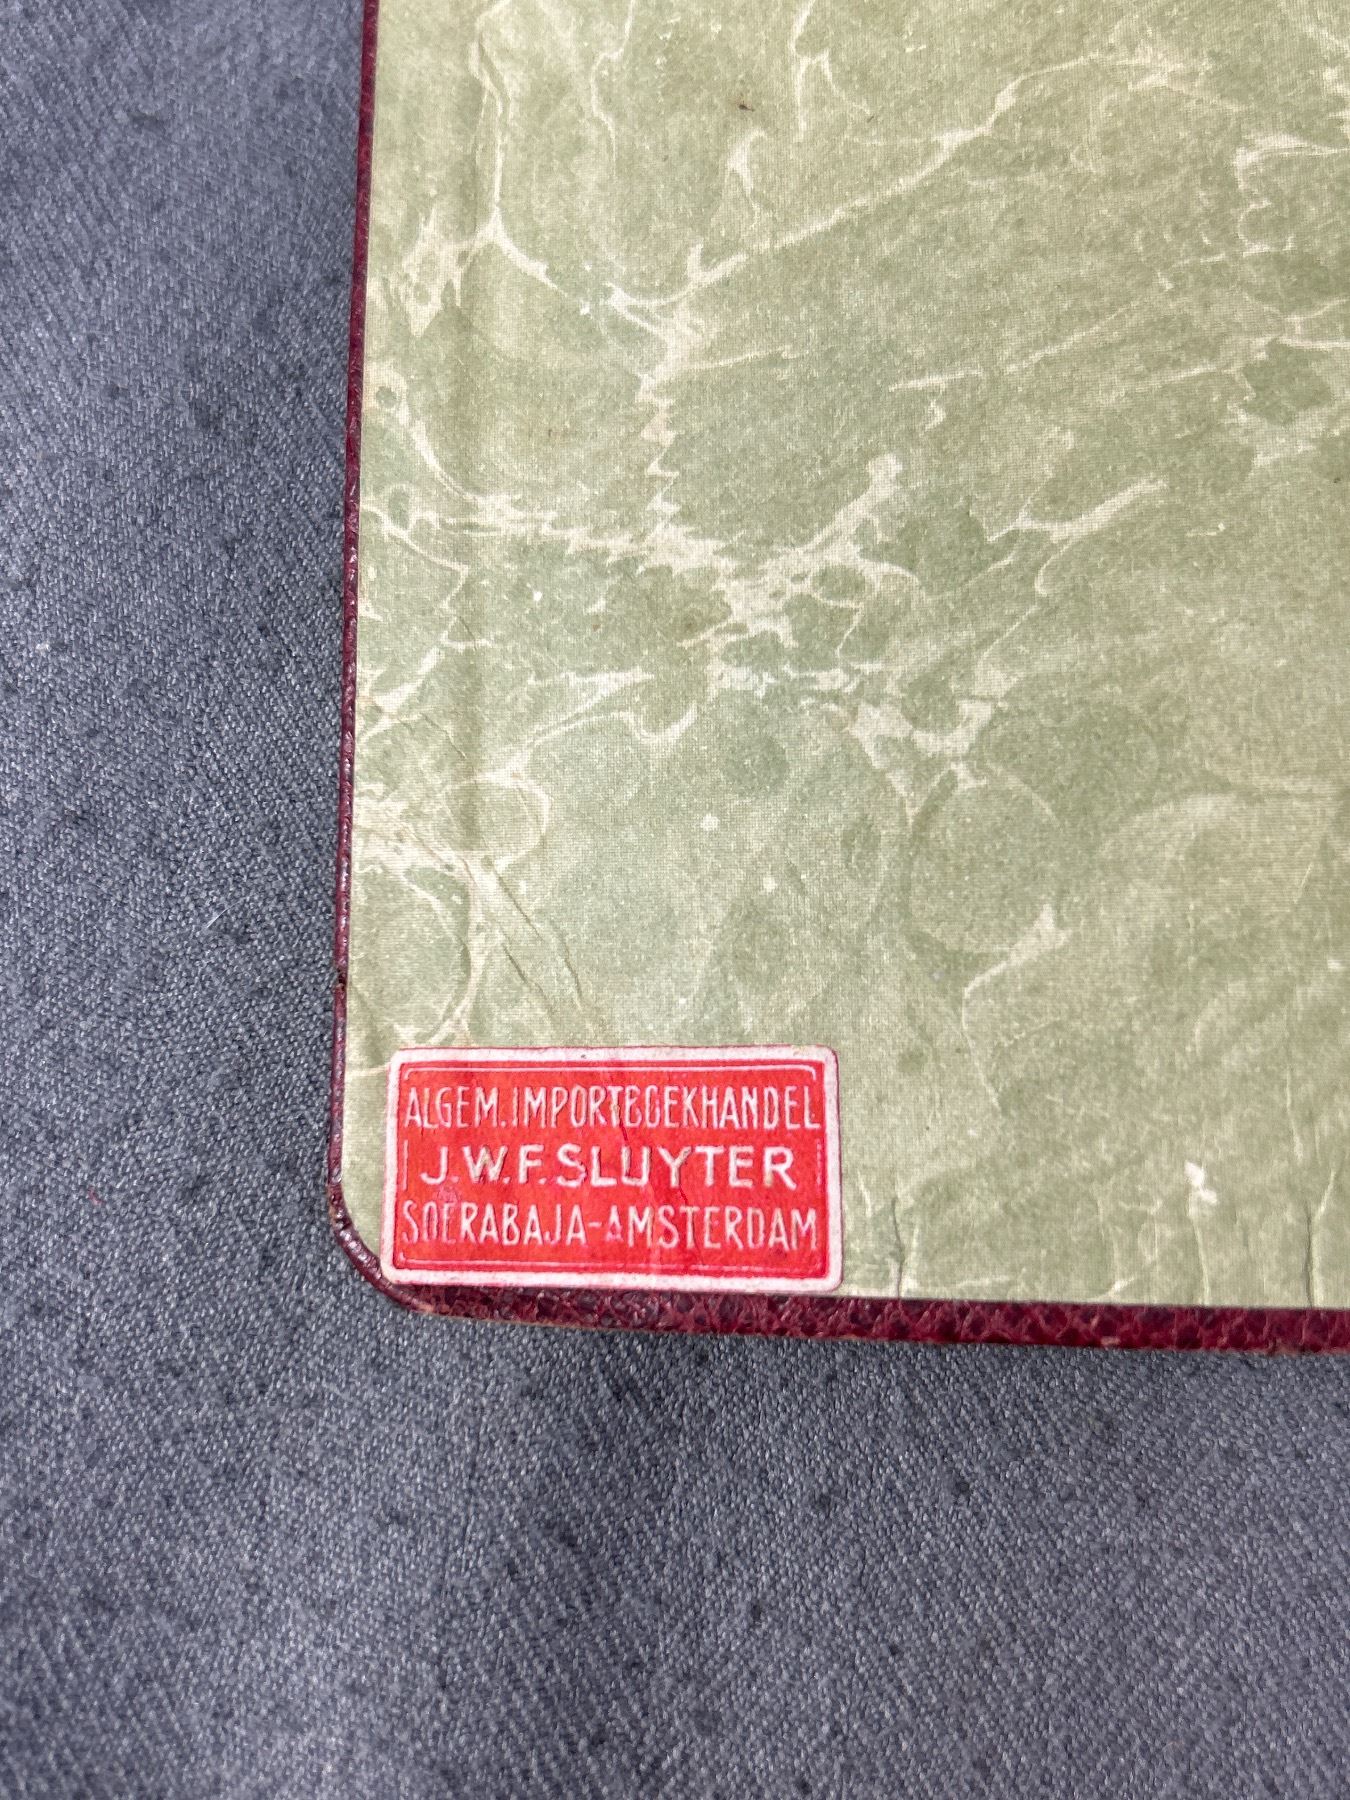 ALGEM. IMPORTBOEKHANDEL
J.W.F. SLUYTER
SOERABAJA-AMSTERDAM